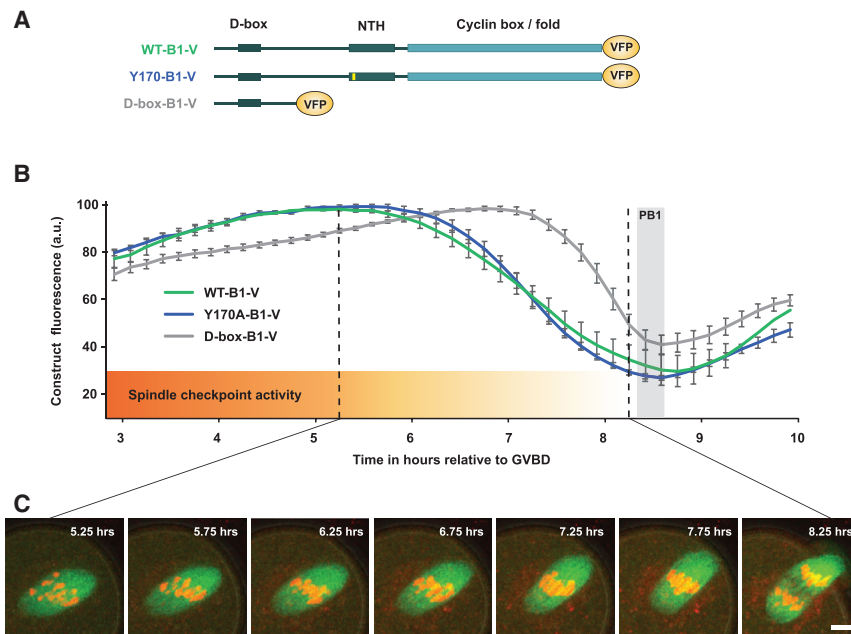 A
D-box
NTH
Cyclin box / fold
WT-B1-V
VFP
Y170-B1-V
VFP
D-box-B1-V
VFP
B
100
80
60
40
20
Construct fluorescence (a.u.)
PB1
WT-B1-V
Y170A-B1-V
D-box-B1-V
Spindle checkpoint activity
3 4 5 6 7 8 9 10
Time in hours relative to GVBD
C
5.25 hrs 5.75 hrs 6.25 hrs 6.75 hrs 7.25 hrs 7.75 hrs 8.25 hrs